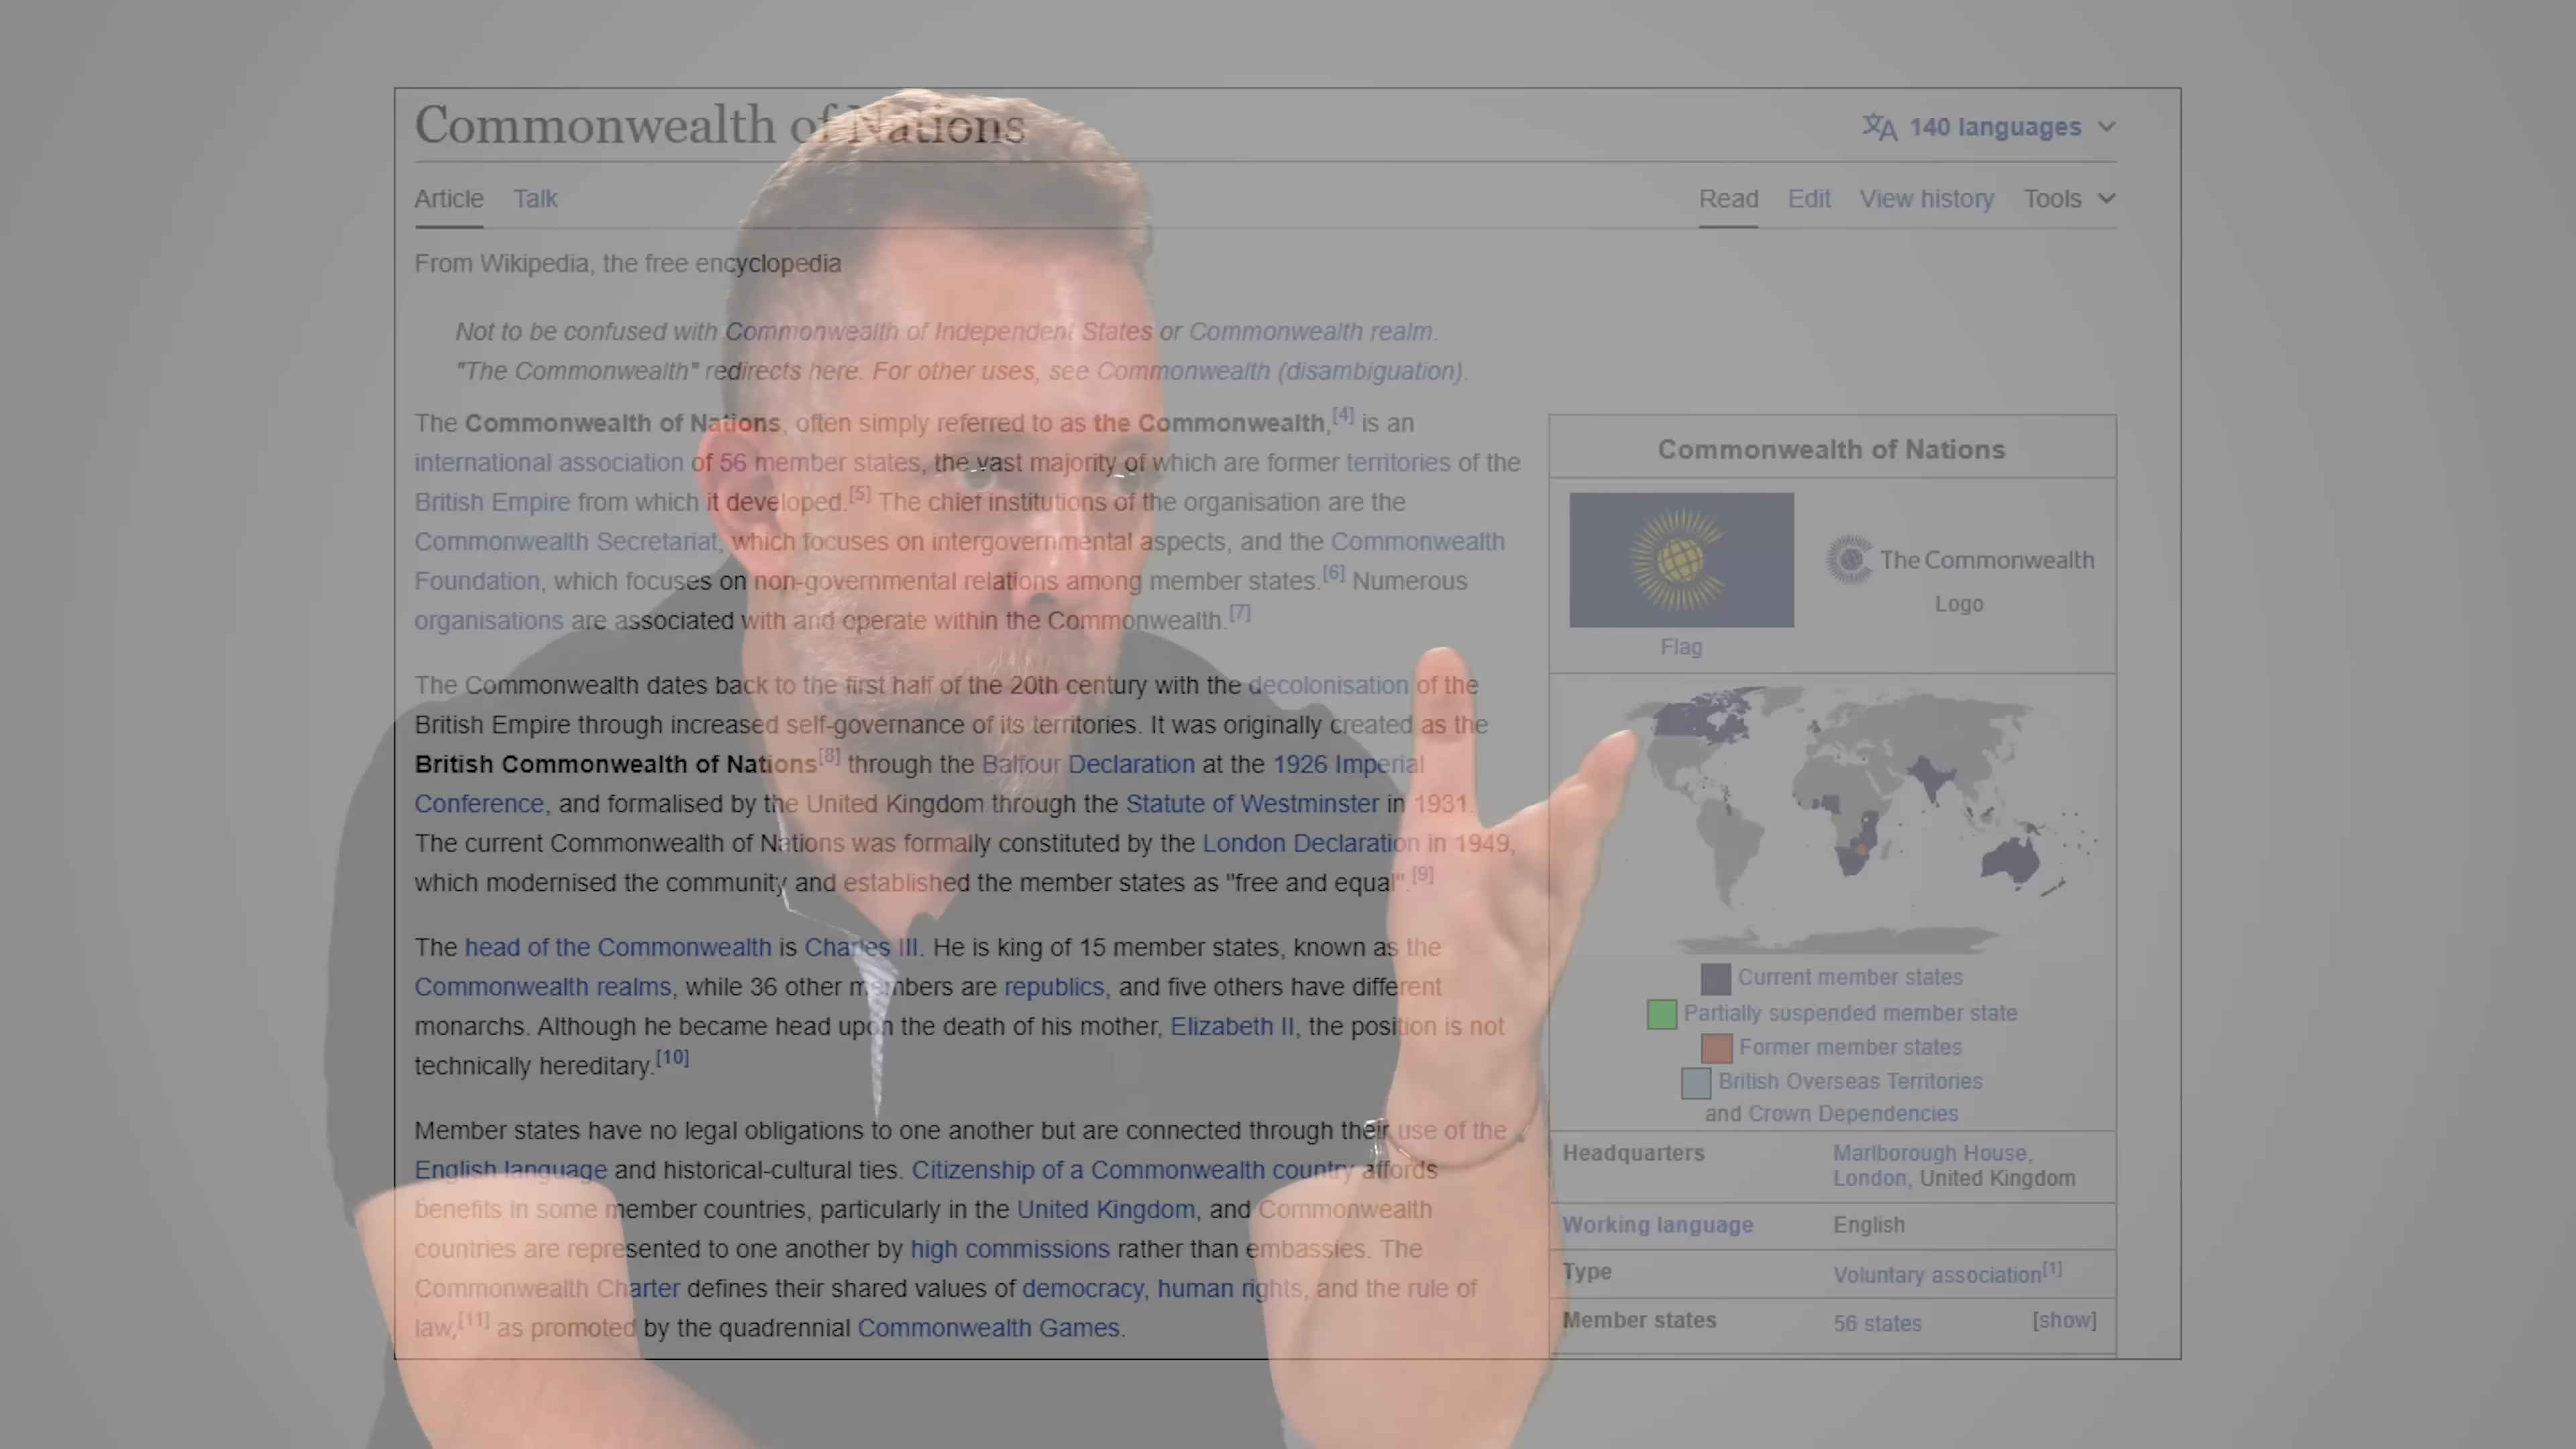 Commonwealth of Nations
140 languages
Article Talk
Read Edit View history Tools
From Wikipedia, the free encyclopedia
Not to be confused with Commonwealth of Independent States or Commonwealth realm.
"The Commonwealth" redirects here. For other uses, see Commonwealth (disambiguation).
The Commonwealth of Nations, often simply referred to as the Commonwealth,[4] is an
international association of 56 member states, the vast majority of which are former territories of the
British Empire from which it developed.[5] The chief institutions of the organisation are the
Commonwealth Secretariat, which focuses on intergovernmental aspects, and the Commonwealth
Foundation, which focuses on non-governmental relations among member states.[6] Numerous
organisations are associated with and operate within the Commonwealth.[7]
The Commonwealth dates back to the first half of the 20th century with the decolonisation of the
British Empire through increased self-governance of its territories. It was originally created as the
British Commonwealth of Nations[8] through the Balfour Declaration at the 1926 Imperial
Conference, and formalised by the United Kingdom through the Statute of Westminster in 1931.
The current Commonwealth of Nations was formally constituted by the London Declaration in 1949,
which modernised the community and established the member states as "free and equal".[9]
The head of the Commonwealth is Charles III. He is king of 15 member states, known as the
Commonwealth realms, while 36 other members are republics, and five others have different
monarchs. Although he became head upon the death of his mother, Elizabeth II, the position is not
technically hereditary.[10]
Member states have no legal obligations to one another but are connected through their use of the
English language and historical-cultural ties. Citizenship of a Commonwealth country affords
benefits in some member countries, particularly in the United Kingdom, and Commonwealth
countries are represented to one another by high commissions rather than embassies. The
Commonwealth Charter defines their shared values of democracy, human rights, and the rule of
law,[11] as promoted by the quadrennial Commonwealth Games.
Commonwealth of Nations
The Commonwealth
Logo
Flag
Current member states
Partially suspended member state
Former member states
British Overseas Territories
and Crown Dependencies
Headquarters Marlborough House,
London, United Kingdom
Working language English
Type Voluntary association[1]
Member states 56 states [show]